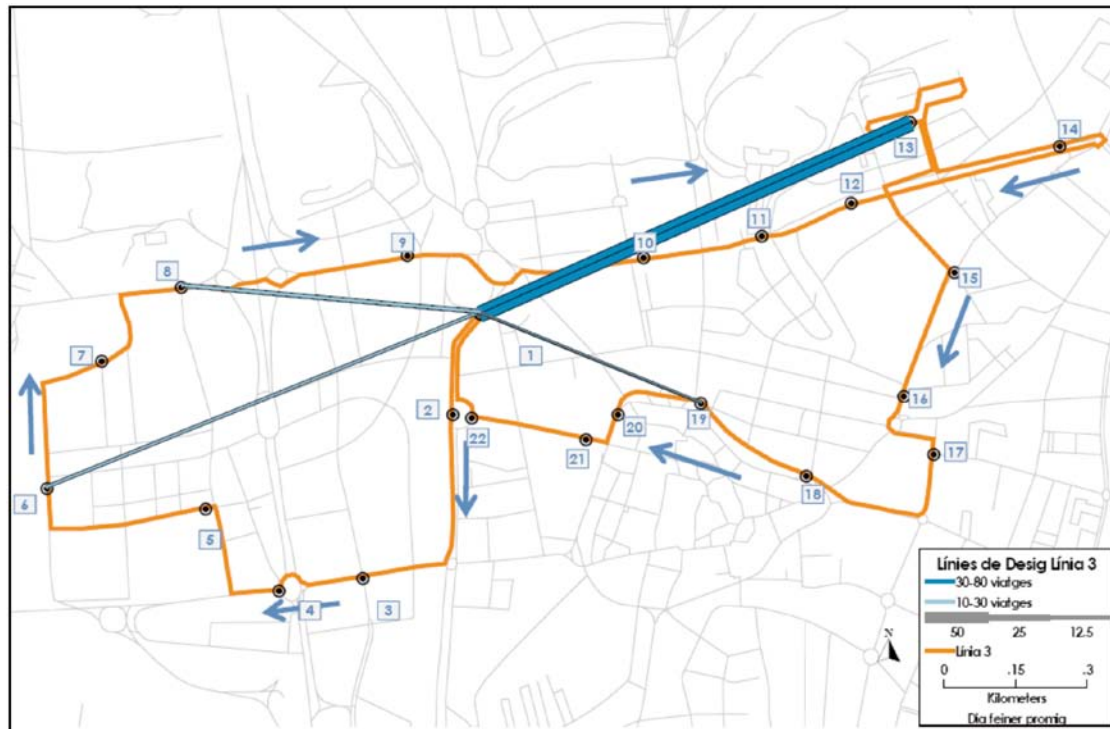 14
13
12
11
10
9
8
15
7
1
2
16
19
20
22
21
17
18
6
5
4
3
Línies de Desig Línia 3
30-80 viatges
10-30 viatges
50 25 12.5
Línia 3
N
0 .15 .3
Kilometers
Dia feiner promig